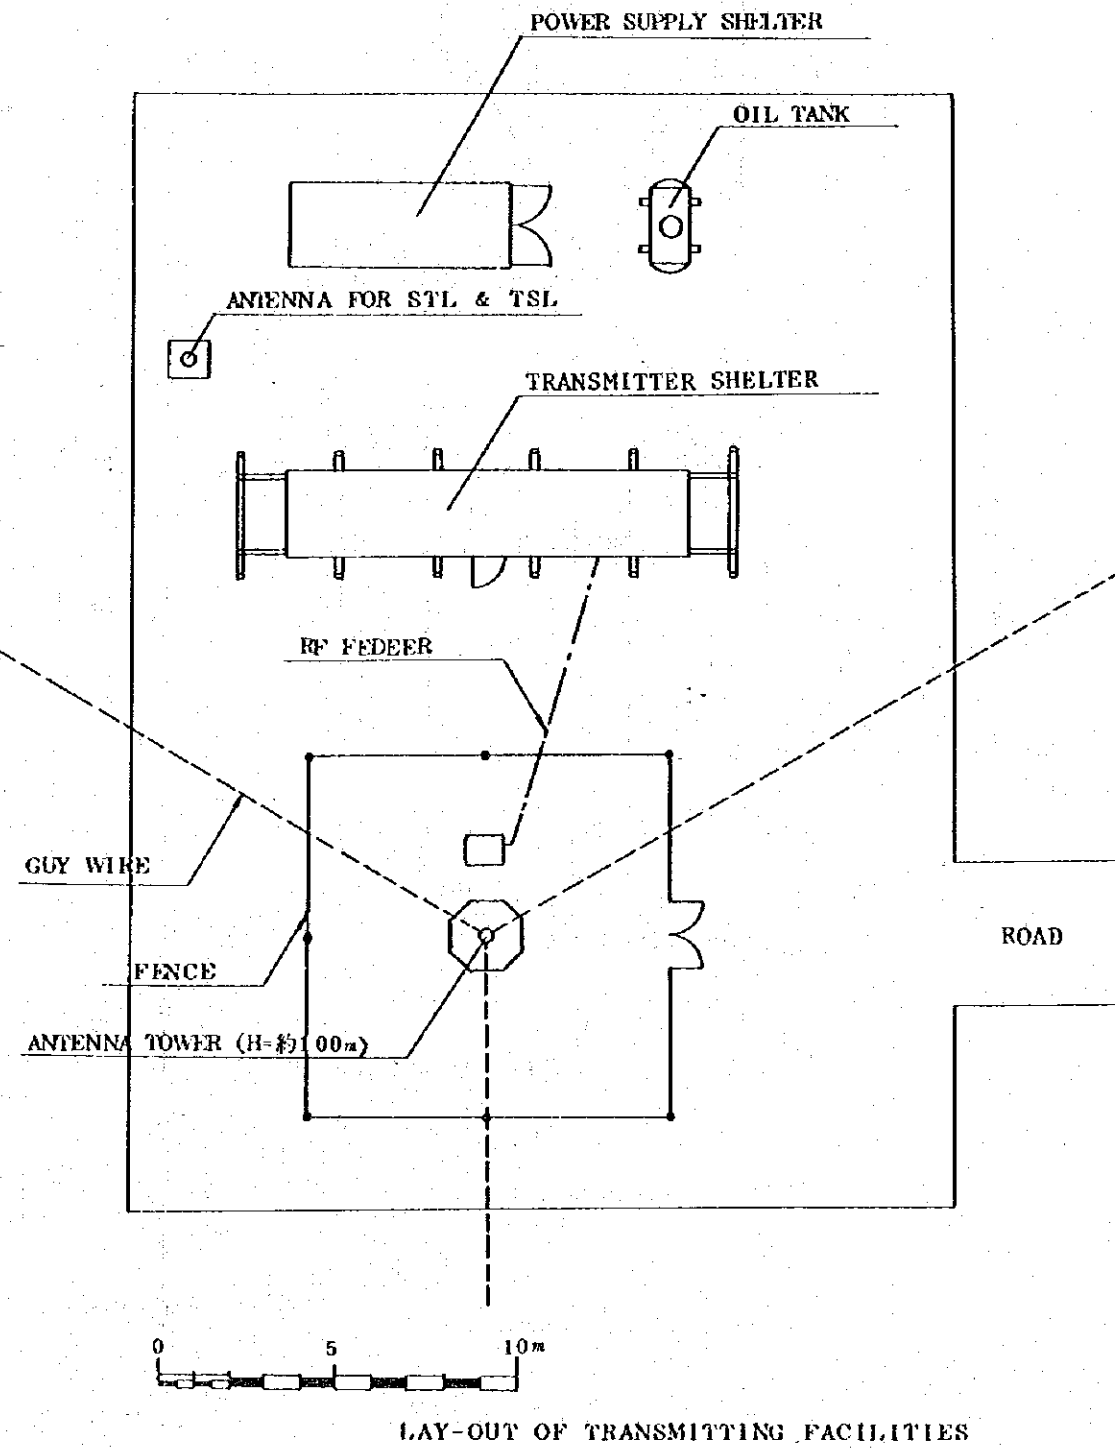 POWER SUPPLY SHELTER
OIL TANK
ANTENNA FOR STL & TSL
TRANSMITTER SHELTER
RF FEDEER
GUY WIRE
ROAD
FENCE
ANTENNA TOWER (H=約100m)
0 5 10m
LAY-OUT OF TRANSMITTING FACILITIES